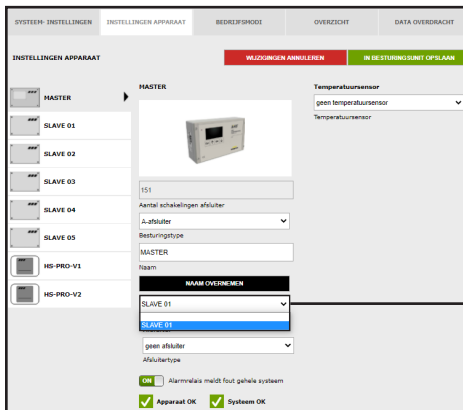 SYSTEEM- INSTELLINGEN
INSTELLINGEN APPARAAT
BEDRIJFSMODI
OVERZICHT
DATA OVERDRACHT
INSTELLINGEN APPARAAT
WIJZIGINGEN ANNULEREN
IN BESTURINGSUNIT OPSLAAN
MASTER
SLAVE 01
SLAVE 02
SLAVE 03
SLAVE 04
SLAVE 05
HS-PRO-V1
HS-PRO-V2
MASTER
151
Aantal schakelingen afsluiter
A-afsluiter
Besturingstype
MASTER
Naam
NAAM OVERNEMEN
SLAVE 01
SLAVE 01
geen afsluiter
Afsluitertype
ON Alarmrelais meldt fout gehele systeem
Apparaat OK Systeem OK
Temperatuursensor
geen temperatuursensor
Temperatuursensor